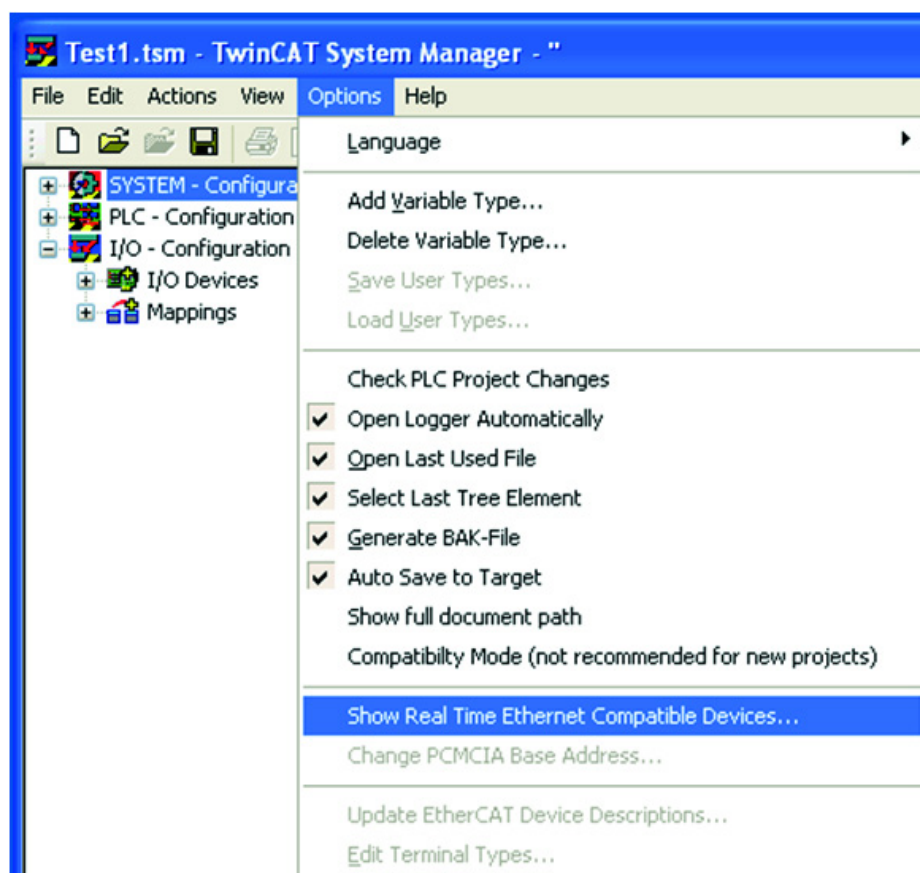 Test1.tsm - TwinCAT System Manager - "
File Edit Actions View Options Help
Language
SYSTEM - Configura
PLC - Configuration
I/O - Configuration
I/O Devices
Mappings
Add Variable Type...
Delete Variable Type...
Save User Types...
Load User Types...
Check PLC Project Changes
Open Logger Automatically
Open Last Used File
Select Last Tree Element
Generate BAK-File
Auto Save to Target
Show full document path
Compatibilty Mode (not recommended for new projects)
Show Real Time Ethernet Compatible Devices...
Change PCMCIA Base Address...
Update EtherCAT Device Descriptions...
Edit Terminal Types...